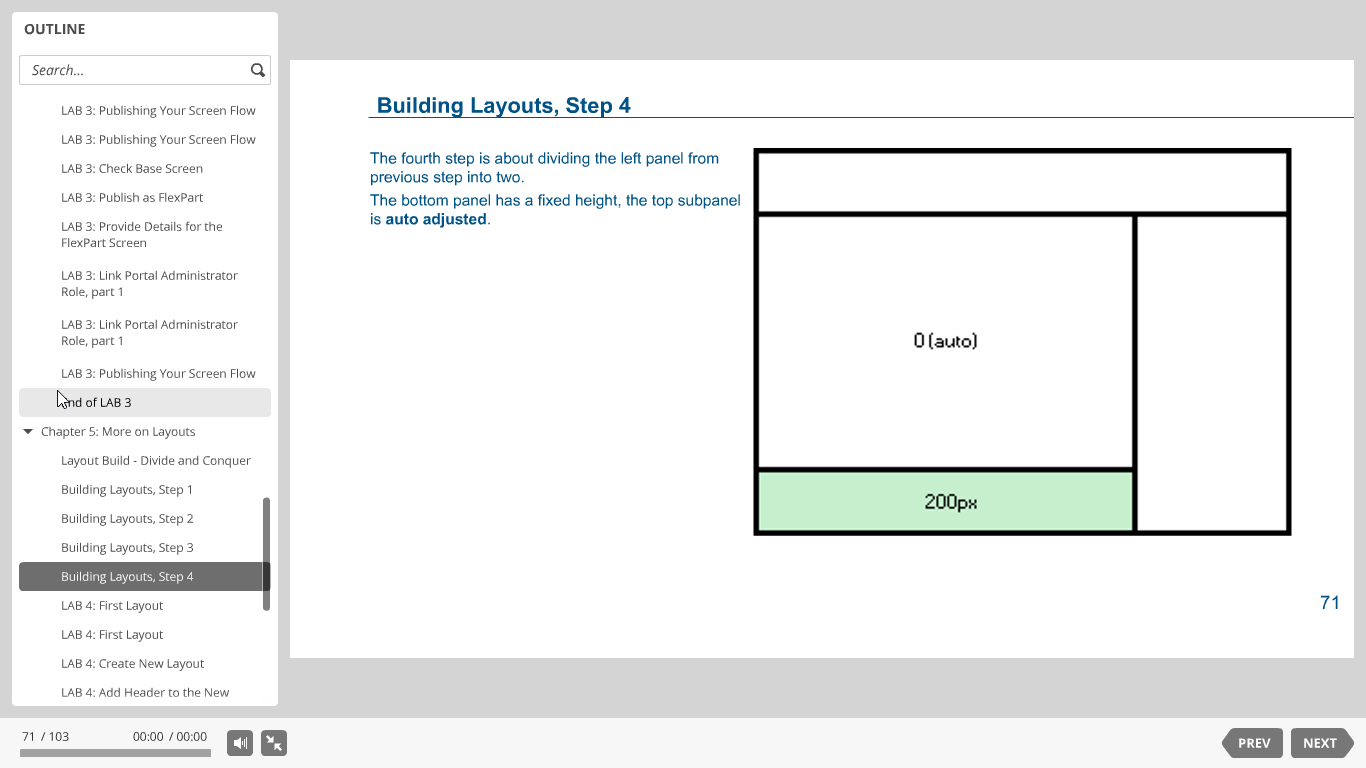 OUTLINE
Search...
LAB 3: Publishing Your Screen Flow
LAB 3: Publishing Your Screen Flow
LAB 3: Check Base Screen
LAB 3: Publish as FlexPart
LAB 3: Provide Details for the
FlexPart Screen
LAB 3: Link Portal Administrator
Role, part 1
LAB 3: Link Portal Administrator
Role, part 1
LAB 3: Publishing Your Screen Flow
End of LAB 3
Chapter 5: More on Layouts
Layout Build - Divide and Conquer
Building Layouts, Step 1
Building Layouts, Step 2
Building Layouts, Step 3
Building Layouts, Step 4
LAB 4: First Layout
LAB 4: First Layout
LAB 4: Create New Layout
LAB 4: Add Header to the New
Building Layouts, Step 4
The fourth step is about dividing the left panel from
previous step into two.
The bottom panel has a fixed height, the top subpanel
is auto adjusted.
0 (auto)
200px
71
71 / 103
00:00 / 00:00
PREV
NEXT